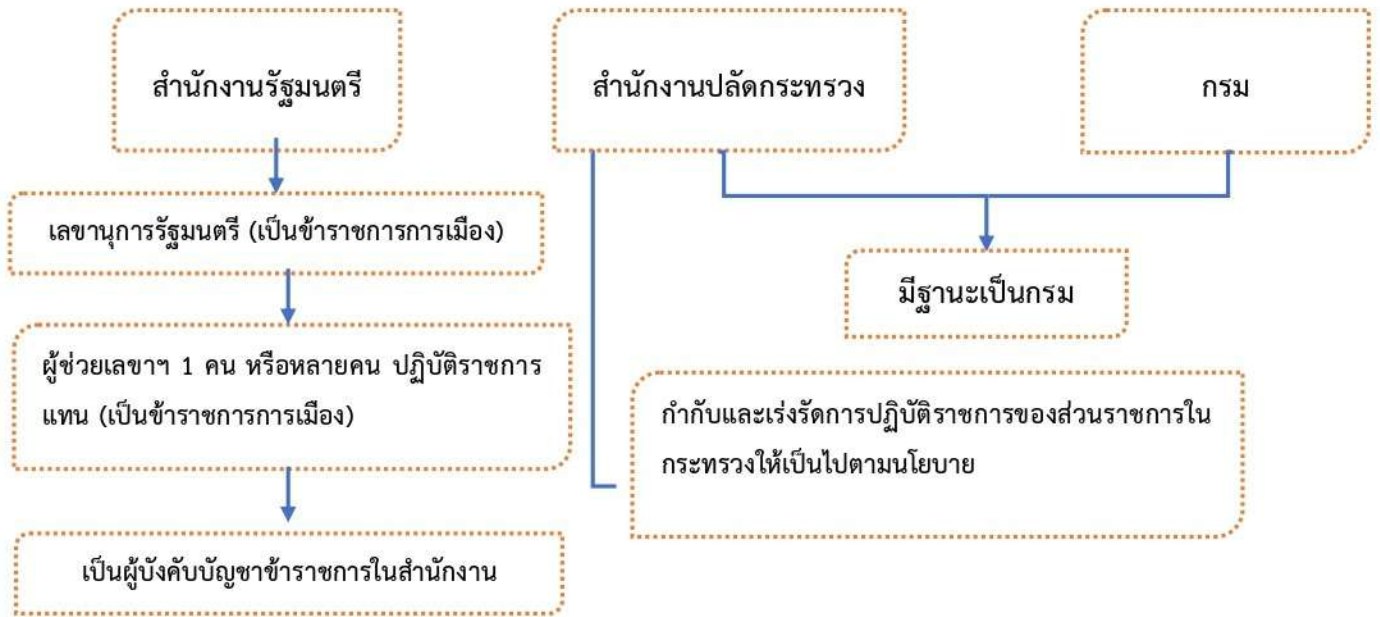 สำนักงานรัฐมนตรี
สำนักงานปลัดกระทรวง
กรม
เลขานุการรัฐมนตรี (เป็นข้าราชการการเมือง)
มีฐานะเป็นกรม
ผู้ช่วยเลขาฯ 1 คน หรือหลายคน ปฏิบัติราชการ
แทน (เป็นข้าราชการการเมือง)
กำกับและเร่งรัดการปฏิบัติราชการของส่วนราชการใน
กระทรวงให้เป็นไปตามนโยบาย
เป็นผู้บังคับบัญชาข้าราชการในสำนักงาน